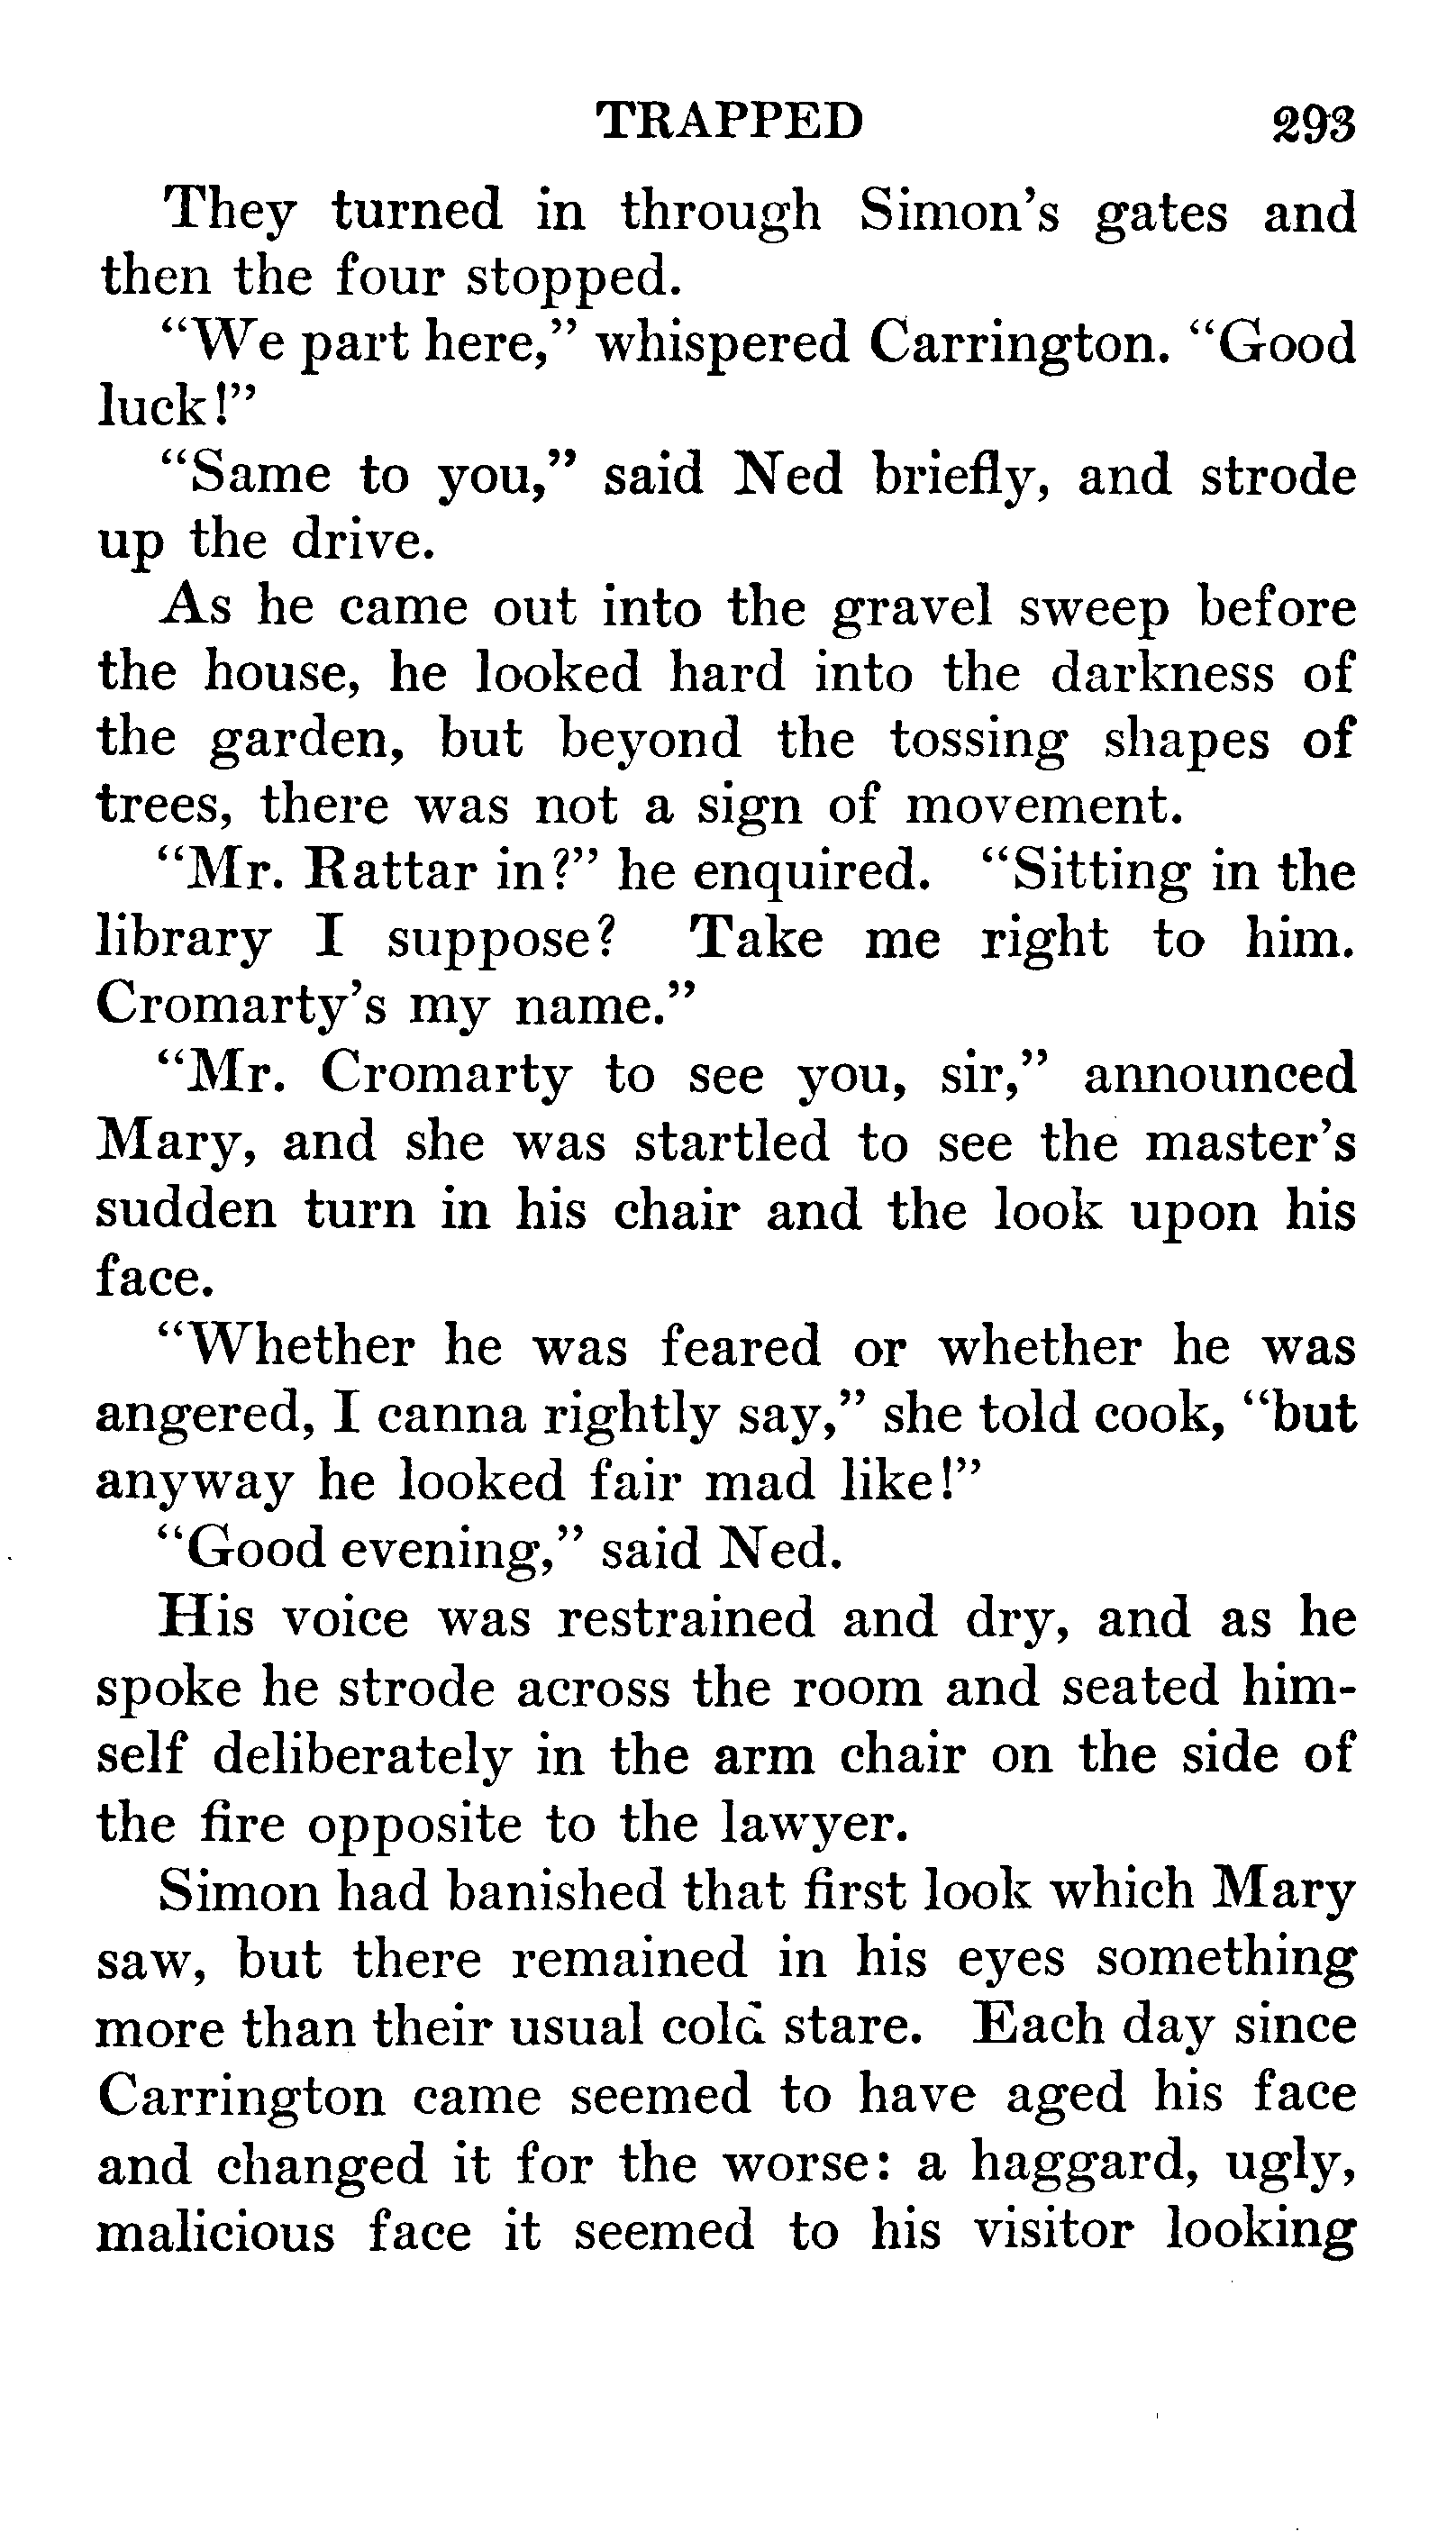 TRAPPED 293
They turned in through Simon's gates and
then the four stopped.
"We part here," whispered Carrington. "Good
luck!"
"Same to you," said Ned briefly, and strode
up the drive.
As he came out into the gravel sweep before
the house, he looked hard into the darkness of
the garden, but beyond the tossing shapes of
trees, there was not a sign of movement.
"Mr. Rattar in?" he enquired. "Sitting in the
library I suppose? Take me right to him.
Cromarty's my name."
"Mr. Cromarty to see you, sir," announced
Mary, and she was startled to see the master's
sudden turn in his chair and the look upon his
face.
"Whether he was feared or whether he was
angered, I canna rightly say," she told cook, "but
anyway he looked fair mad like!"
"Good evening," said Ned.
His voice was restrained and dry, and as he
spoke he strode across the room and seated him-
self deliberately in the arm chair on the side of
the fire opposite to the lawyer.
Simon had banished that first look which Mary
saw, but there remained in his eyes something
more than their usual cold stare. Each day since
Carrington came seemed to have aged his face
and changed it for the worse: a haggard, ugly,
malicious face it seemed to his visitor looking